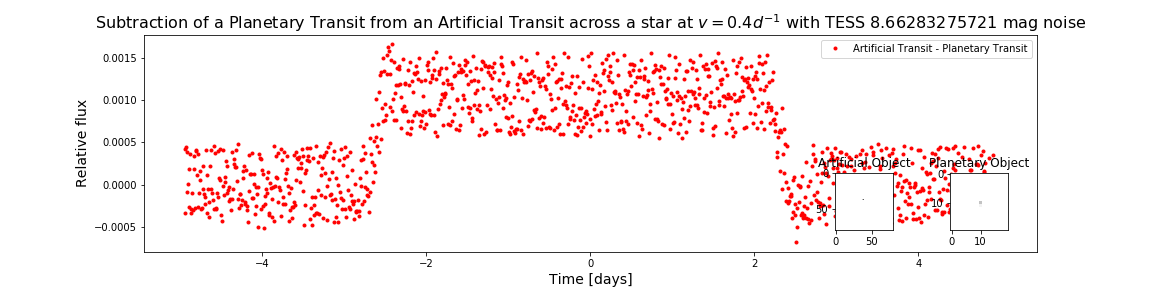 Subtraction of a Planetary Transit from an Artificial Transit across a star at v = 0.4d⁻¹ with TESS 8.66283275721 mag noise
Artificial Transit - Planetary Transit
Relative flux
0.0015
0.0010
0.0005
0.0000
−0.0005
Artificial Object
0
50
0 50
Planetary Object
0
10
0 10
−4 −2 0 2 4
Time [days]